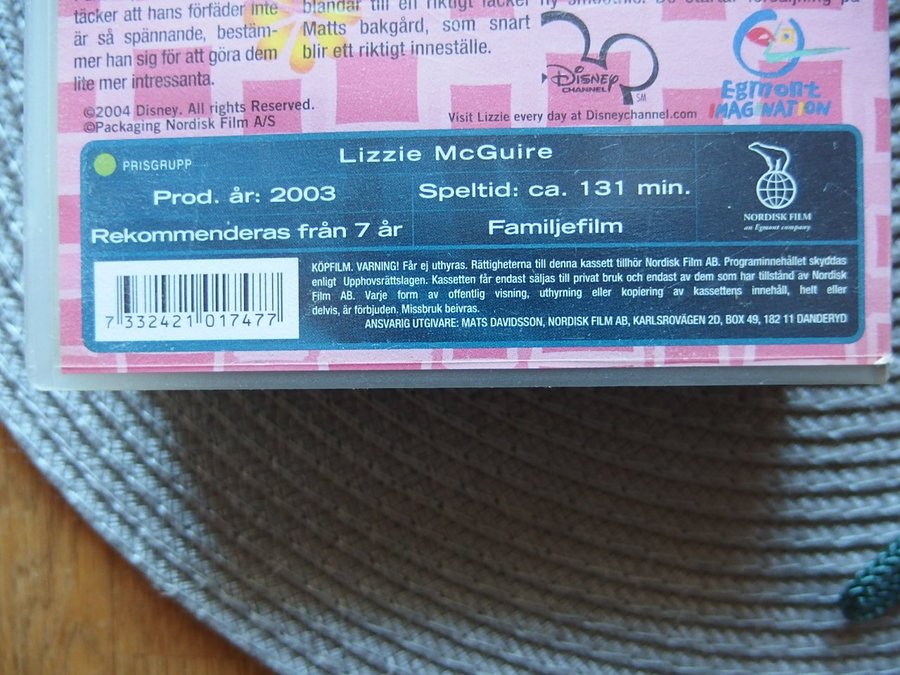 täcker att hans förfäder inte
är så spännande, bestäm-
mer han sig för att göra dem
lite mer intressanta.
blandar till en riktigt läcker ny smoothie. De startar försäljning på
Matts bakgård, som snart
blir ett riktigt inneställe.
Disney
CHANNEL
SM
Egmont
IMAGINATION
©2004 Disney. All rights Reserved.
©Packaging Nordisk Film A/S
Visit Lizzie every day at Disneychannel.com
PRISGRUPP
Lizzie McGuire
Prod. år: 2003
Speltid: ca. 131 min.
Rekommenderas från 7 år
Familjefilm
NORDISK FILM
an Egmont company
7 332421 017477
KÖPFILM. VARNING! Får ej uthyras. Rättigheterna till denna kassett tillhör Nordisk Film AB. Programinnehållet skyddas
enligt Upphovsrättslagen. Kassetten får endast säljas till privat bruk och endast av dem som har tillstånd av Nordisk
Film AB. Varje form av offentlig visning, uthyrning eller kopiering av kassettens innehåll, helt eller
delvis, är förbjuden. Missbruk beivras.
ANSVARIG UTGIVARE: MATS DAVIDSSON, NORDISK FILM AB, KARLSROVÄGEN 2D, BOX 49, 182 11 DANDERYD